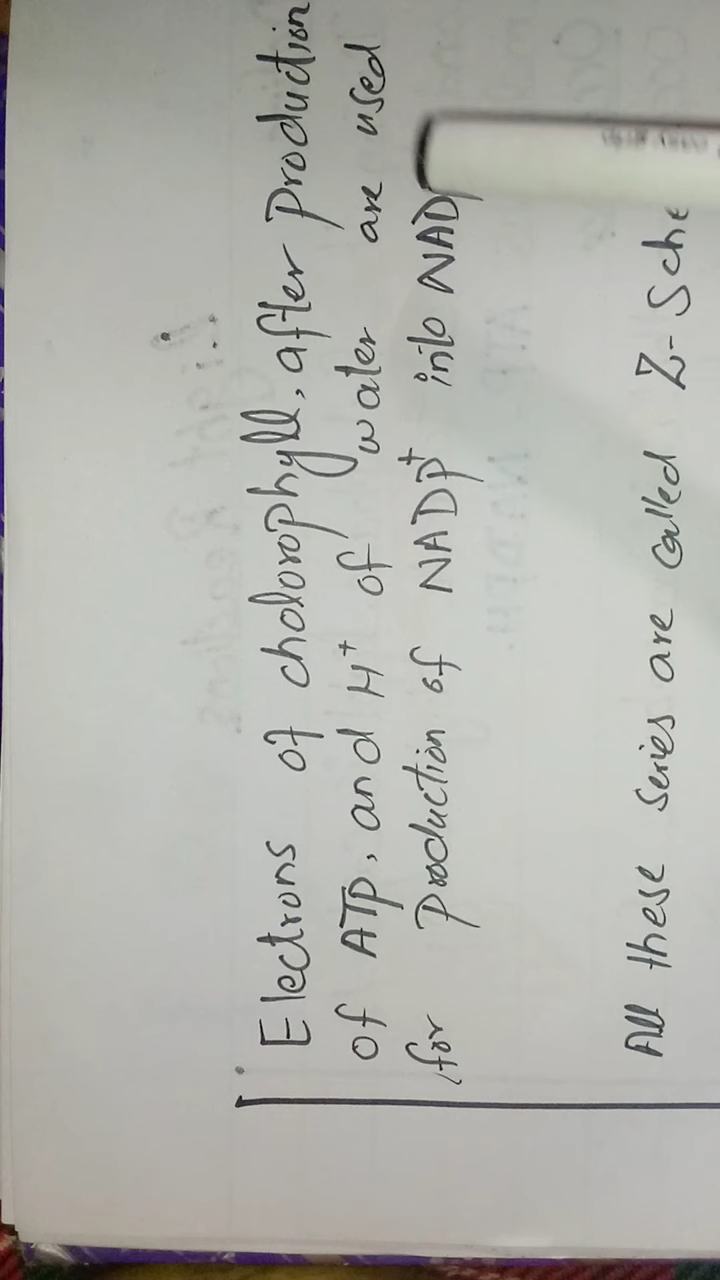 Electrons of cholorophyll, after production
of ATP, and H⁺ of water are used
for production of NADP⁺ into NADP
All these series are called Z-Sche